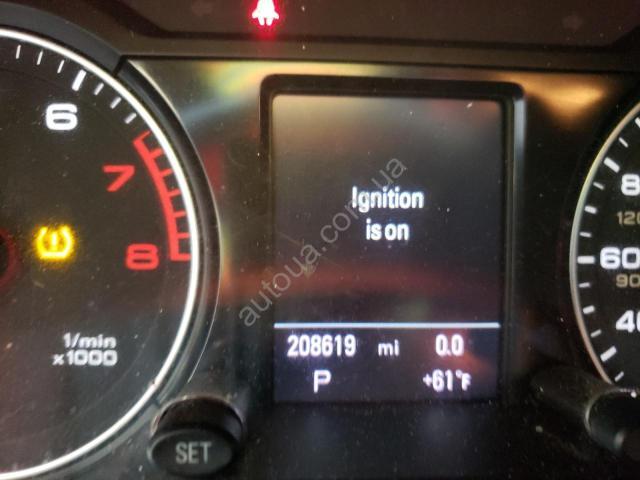 6
7
8
1/min
x1000
SET
Ignition
is on
208619 mi 0.0
P +61°F
8
120
60
90
40
autoua.com.ua